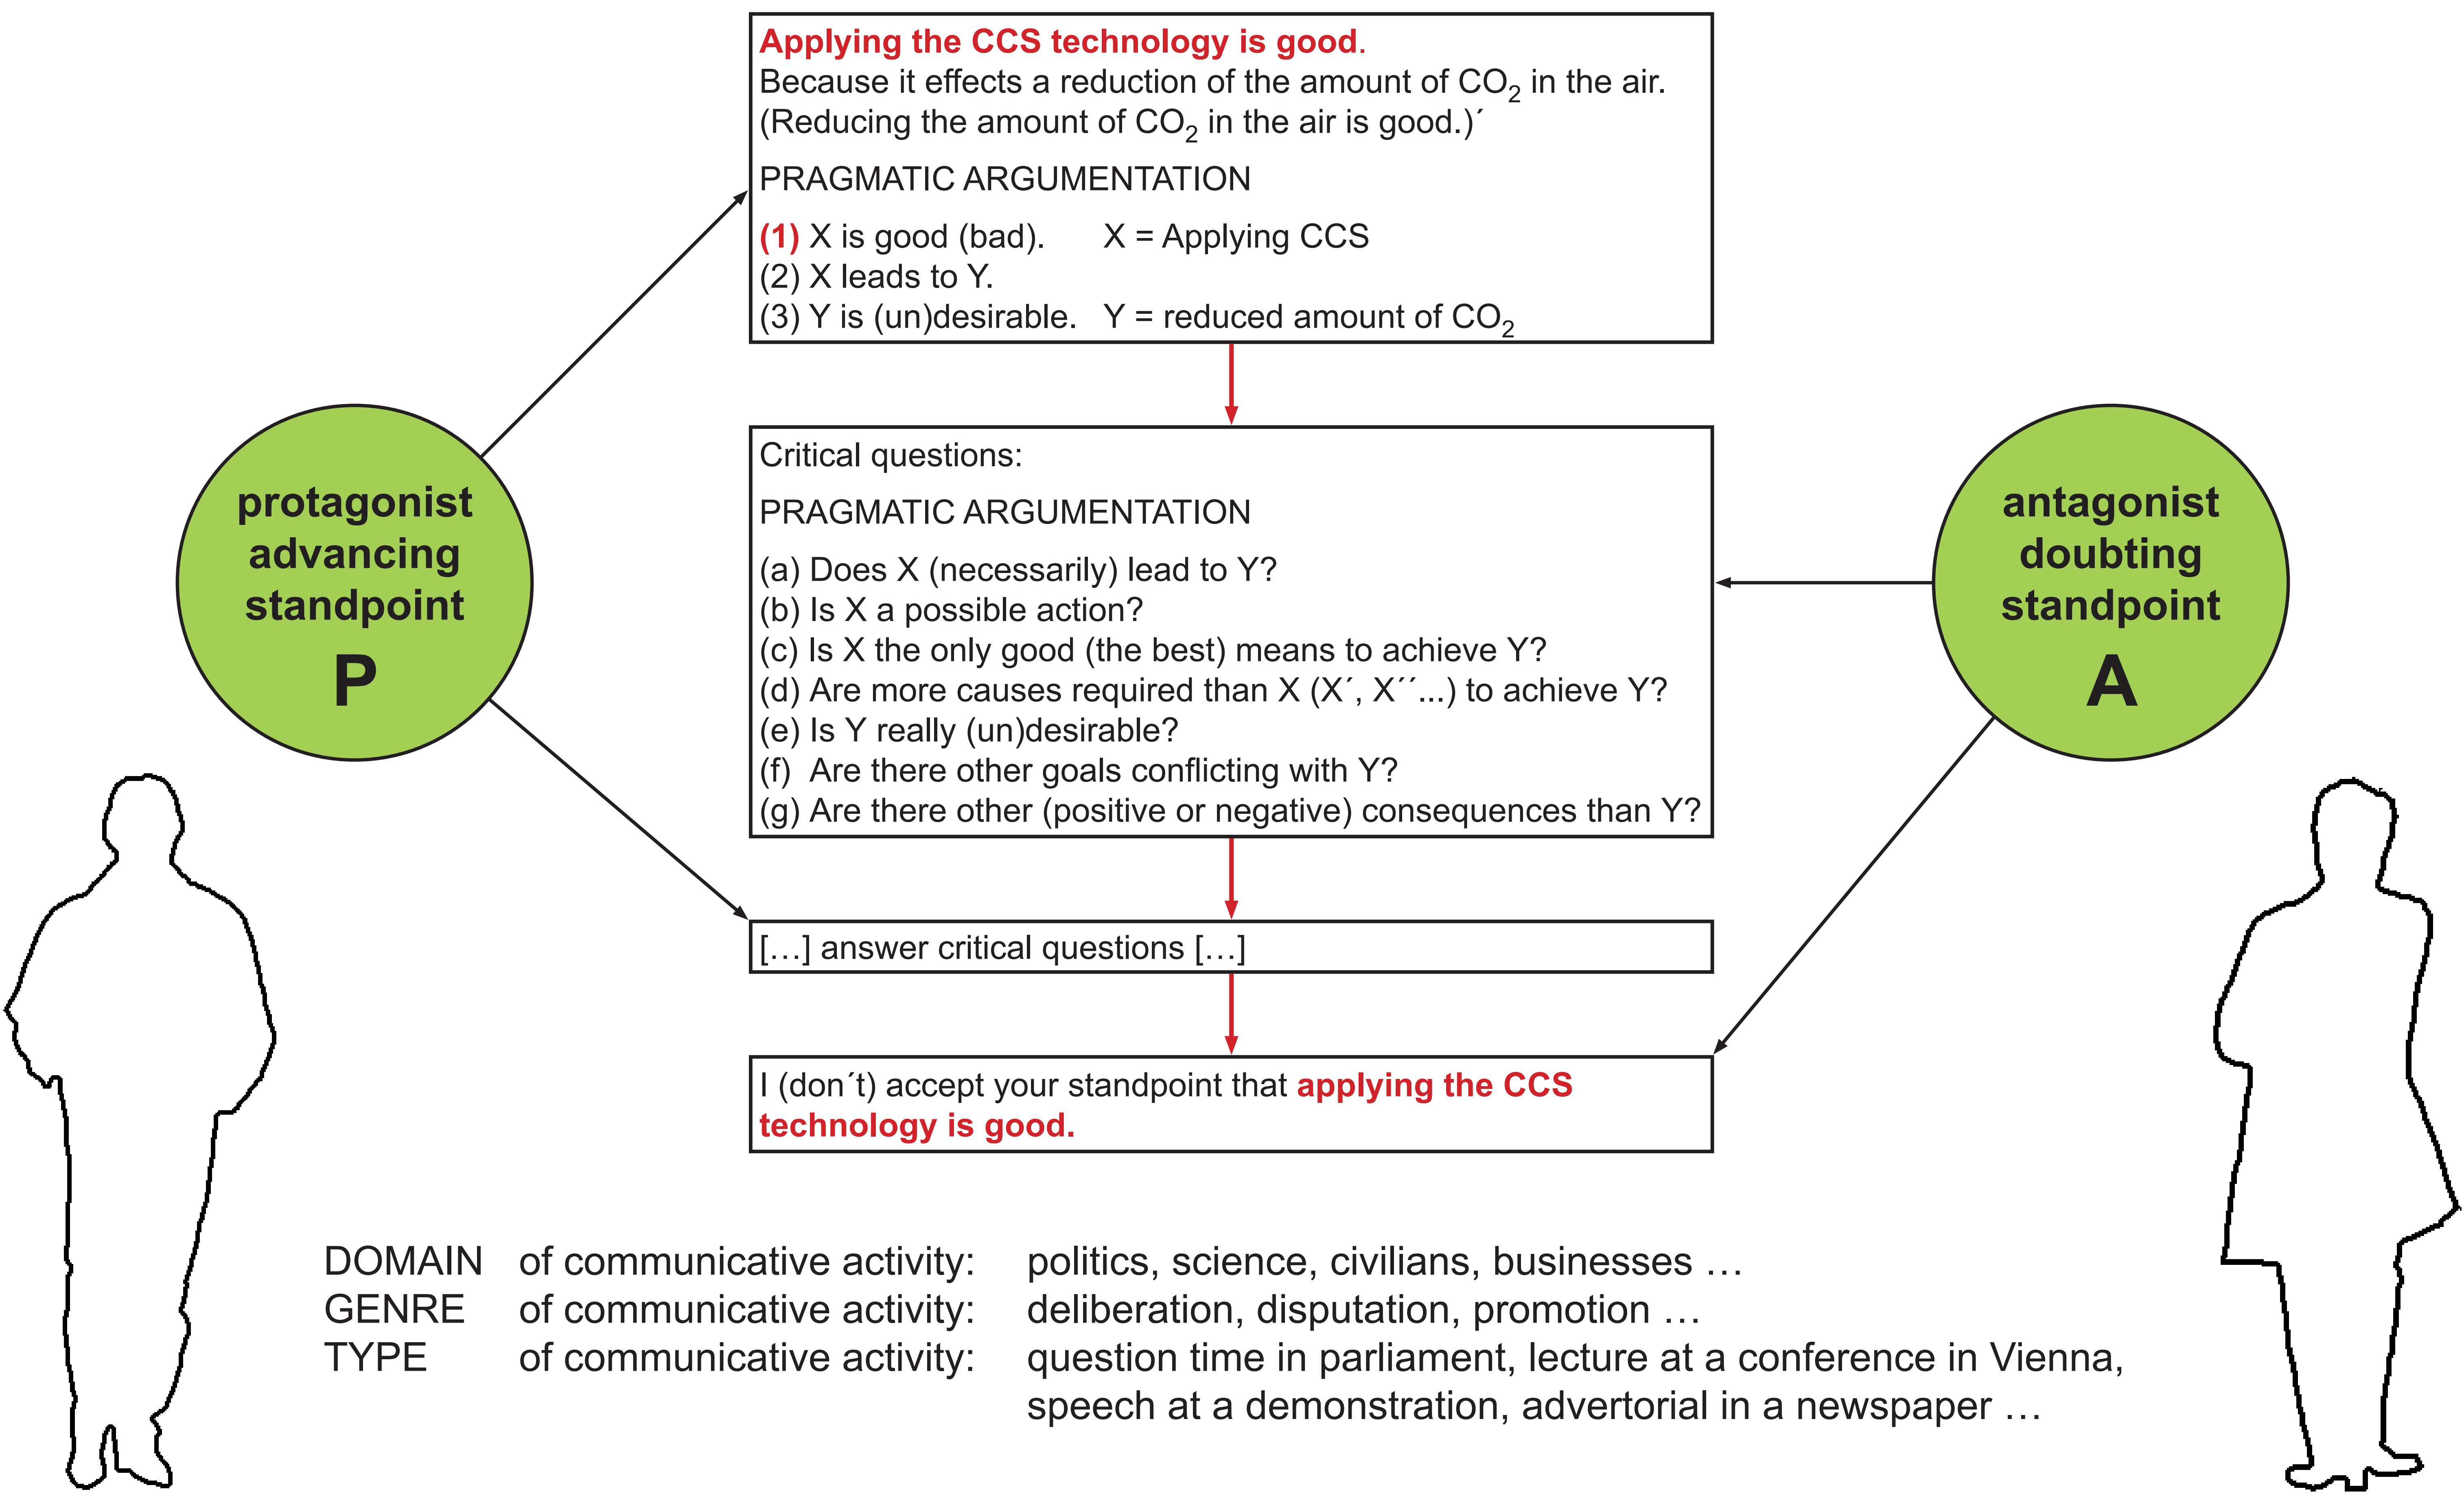 Applying the CCS technology is good.
Because it effects a reduction of the amount of CO₂ in the air.
(Reducing the amount of CO₂ in the air is good.)´
PRAGMATIC ARGUMENTATION
(1) X is good (bad). X = Applying CCS
(2) X leads to Y.
(3) Y is (un)desirable. Y = reduced amount of CO₂
protagonist
advancing
standpoint
P
Critical questions:
PRAGMATIC ARGUMENTATION
(a) Does X (necessarily) lead to Y?
(b) Is X a possible action?
(c) Is X the only good (the best) means to achieve Y?
(d) Are more causes required than X (X´, X´´...) to achieve Y?
(e) Is Y really (un)desirable?
(f) Are there other goals conflicting with Y?
(g) Are there other (positive or negative) consequences than Y?
antagonist
doubting
standpoint
A
[…] answer critical questions […]
I (don´t) accept your standpoint that applying the CCS
technology is good.
DOMAIN of communicative activity: politics, science, civilians, businesses …
GENRE of communicative activity: deliberation, disputation, promotion …
TYPE of communicative activity: question time in parliament, lecture at a conference in Vienna,
speech at a demonstration, advertorial in a newspaper …